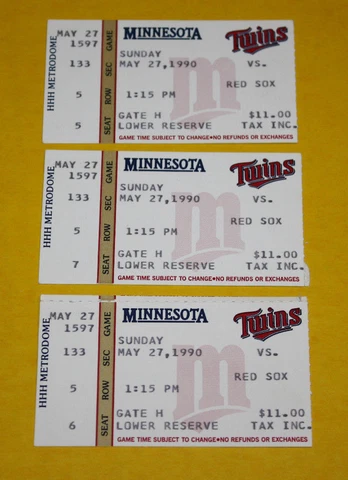 HHH METRODOME
MAY 27 1597 GAME
133 SEC
5 ROW
5 SEAT
MINNESOTA Twins
SUNDAY
MAY 27,1990 VS.
RED SOX
m
1:15 PM
GATE H $11.00
LOWER RESERVE TAX INC.
GAME TIME SUBJECT TO CHANGE•NO REFUNDS OR EXCHANGES
HHH METRODOME
MAY 27 1597 GAME
133 SEC
5 ROW
7 SEAT
MINNESOTA Twins
SUNDAY
MAY 27,1990 VS.
RED SOX
m
1:15 PM
GATE H $11.00
LOWER RESERVE TAX INC.
GAME TIME SUBJECT TO CHANGE•NO REFUNDS OR EXCHANGES
HHH METRODOME
MAY 27 1597 GAME
133 SEC
5 ROW
6 SEAT
MINNESOTA Twins
SUNDAY
MAY 27,1990 VS.
RED SOX
m
1:15 PM
GATE H $11.00
LOWER RESERVE TAX INC.
GAME TIME SUBJECT TO CHANGE•NO REFUNDS OR EXCHANGES